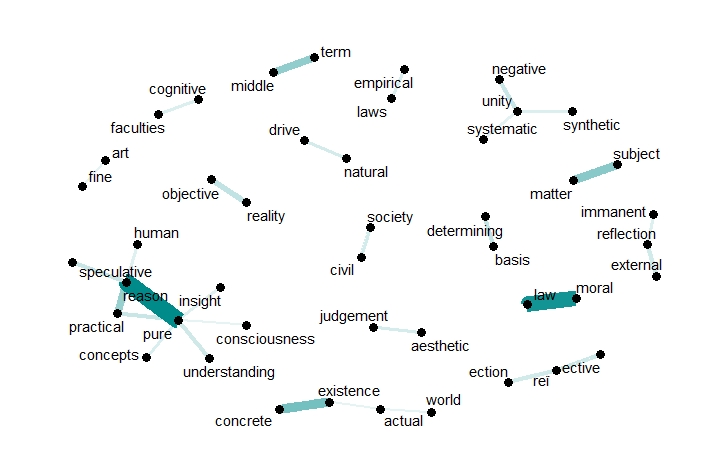 term
middle
cognitive
faculties
empirical
laws
negative
unity
systematic
synthetic
drive
natural
art
fine
subject
matter
objective
reality
immanent
reflection
external
human
society
civil
determining
basis
speculative
reason
insight
practical
pure
consciousness
concepts
understanding
law
moral
judgement
aesthetic
ection
rei
ective
existence
concrete
actual
world